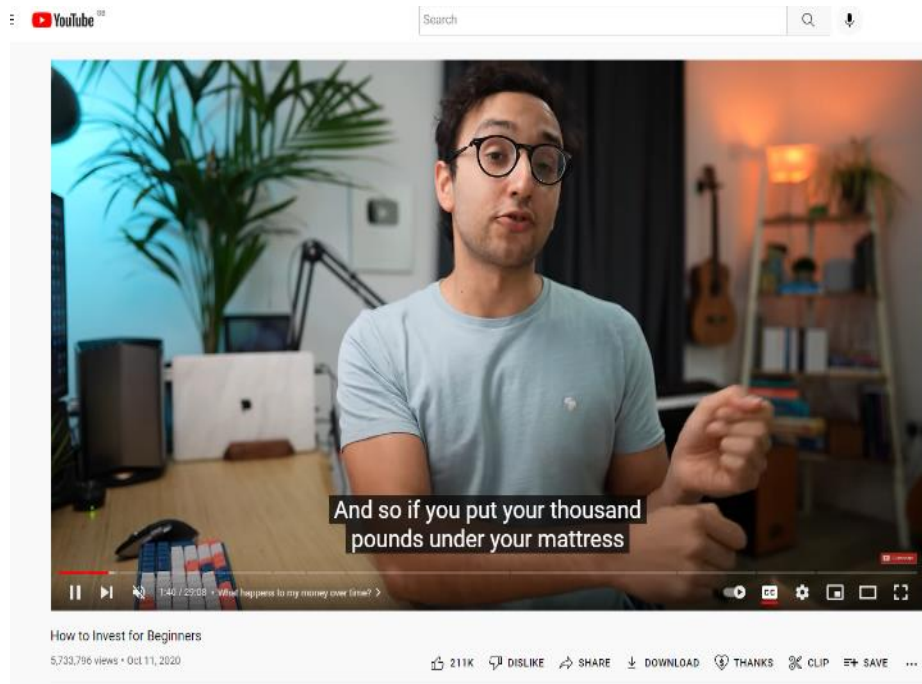 YouTube GB
Search
And so if you put your thousand
pounds under your mattress
1:40 / 29:08 • What happens to my money over time? >
CC
How to Invest for Beginners
5,733,796 views • Oct 11, 2020
211K DISLIKE SHARE DOWNLOAD THANKS CLIP SAVE ...